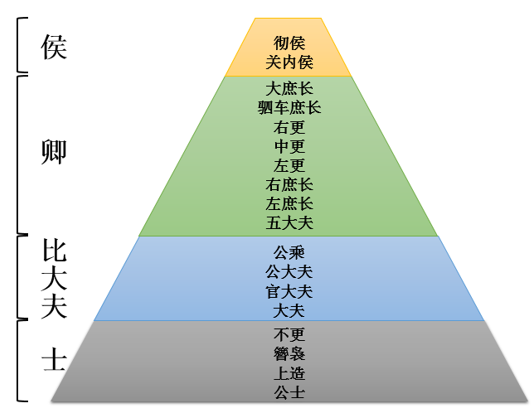 侯
彻侯
关内侯
卿
大庶长
驷车庶长
右更
中更
左更
右庶长
左庶长
五大夫
比大夫
公乘
公大夫
官大夫
大夫
士
不更
簪袅
上造
公士